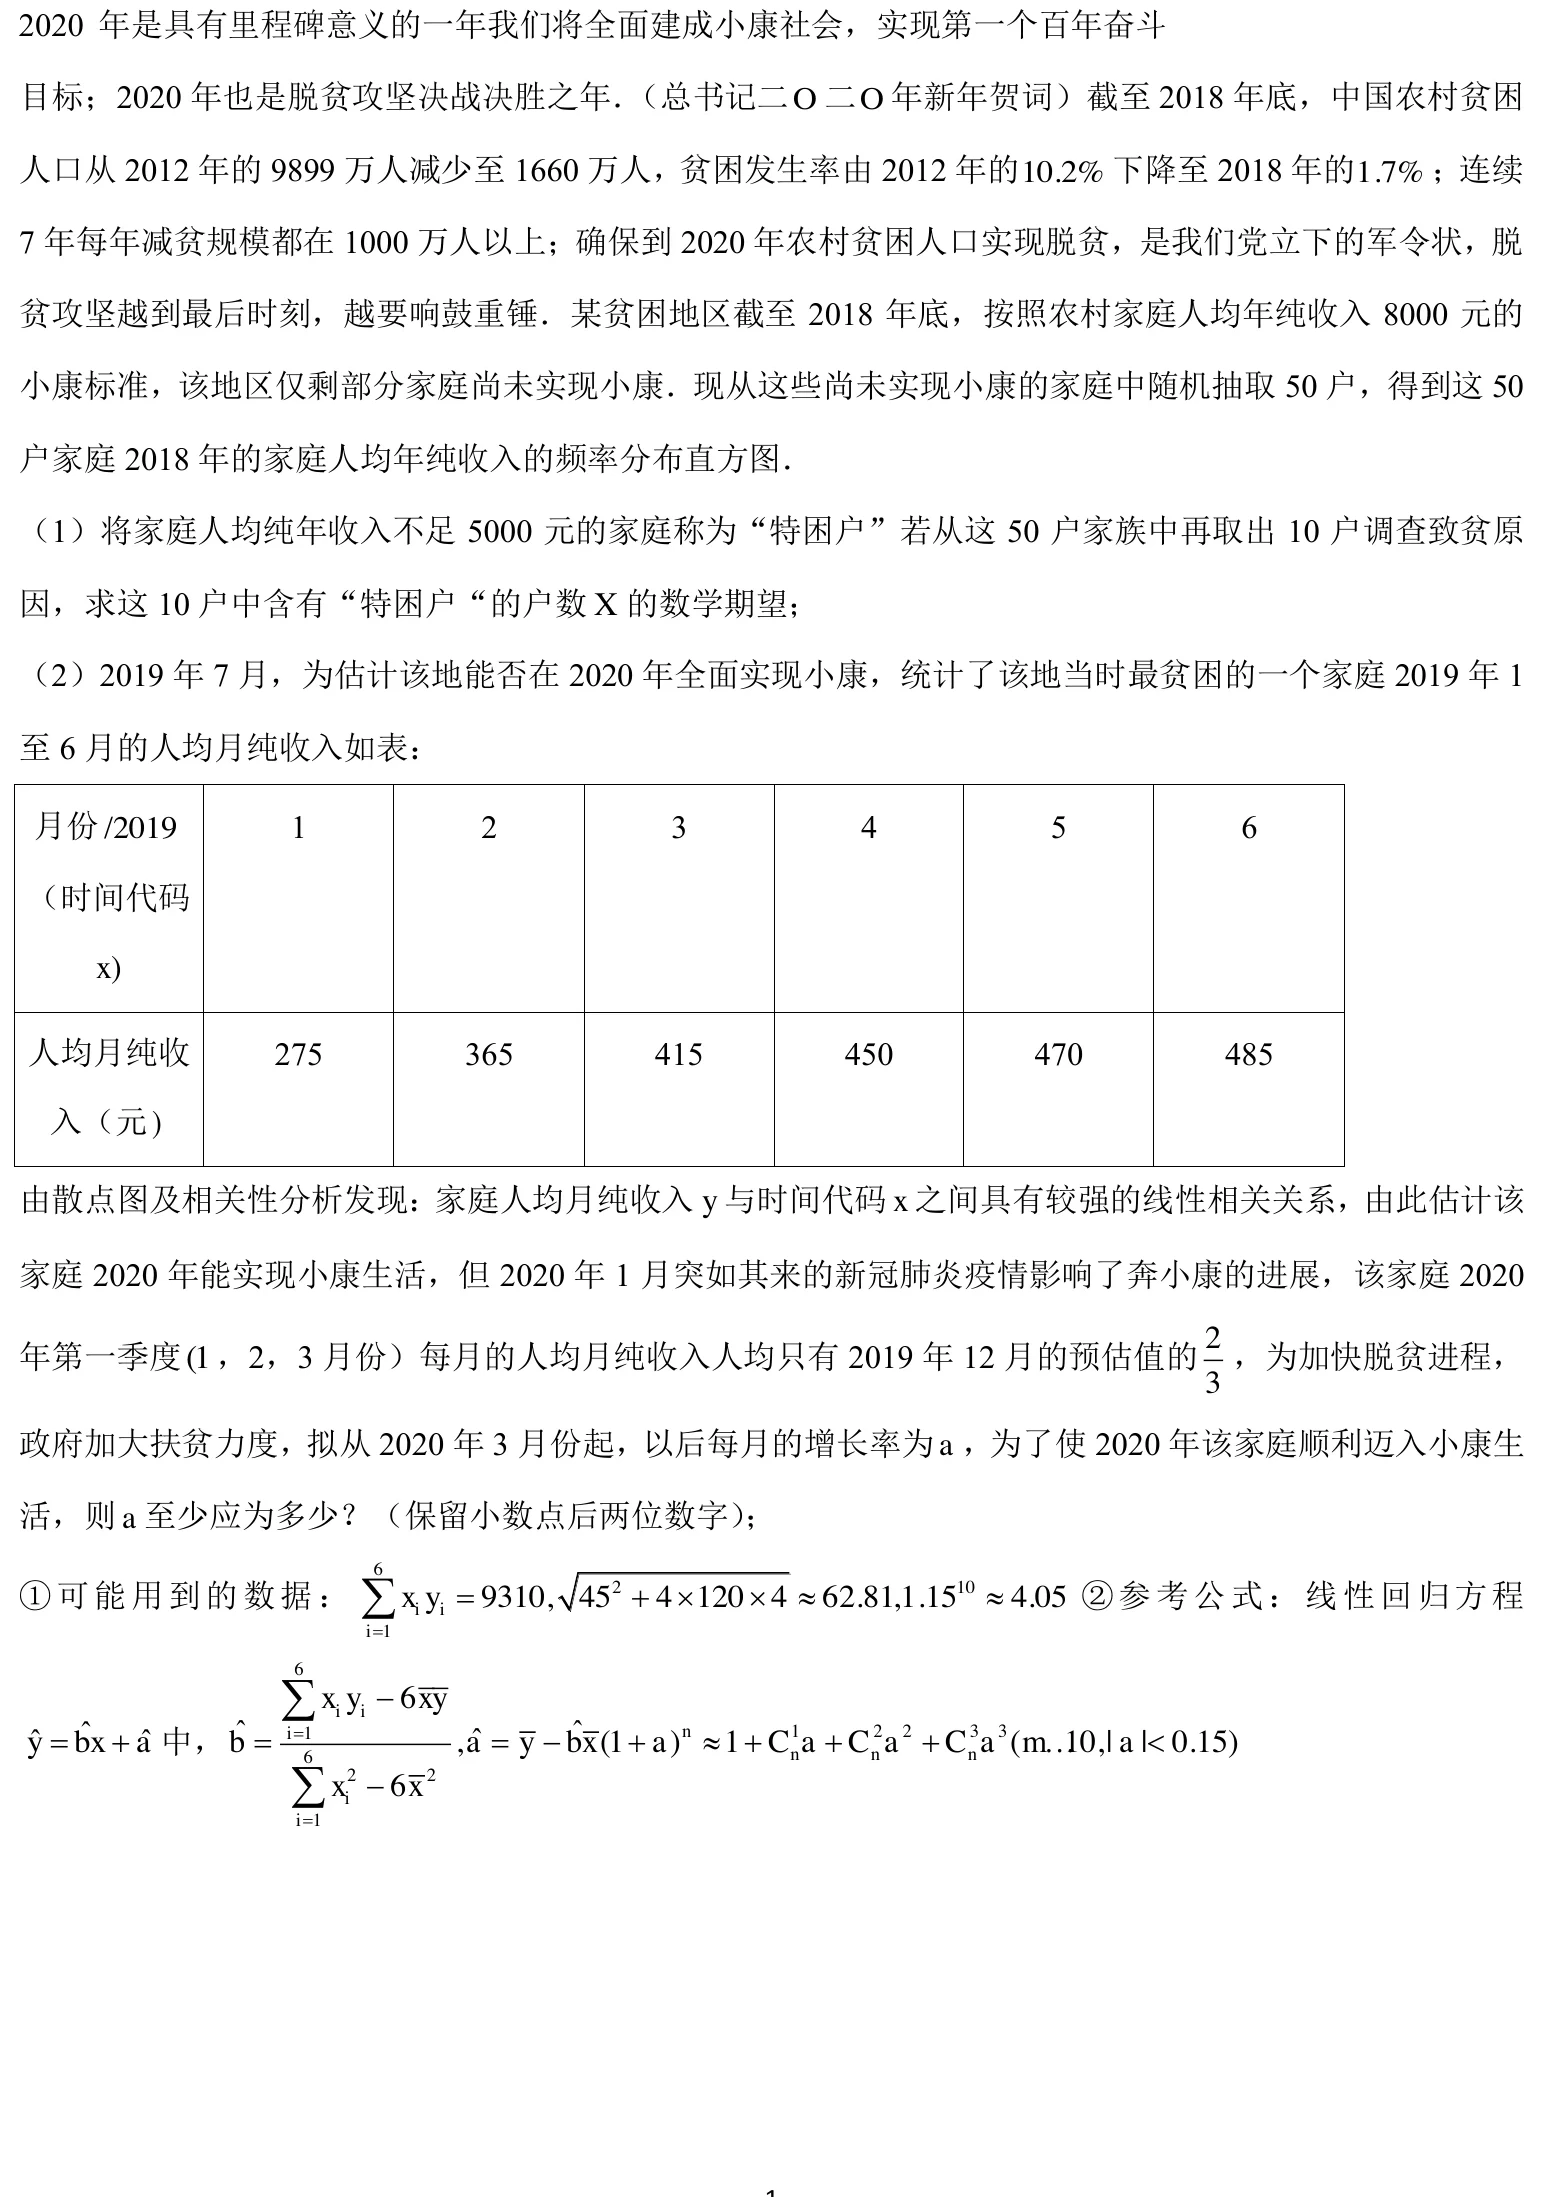 2020 年是具有里程碑意义的一年我们将全面建成小康社会，实现第一个百年奋斗
目标；2020 年也是脱贫攻坚决战决胜之年．（总书记二O二O年新年贺词）截至 2018 年底，中国农村贫困
人口从 2012 年的 9899 万人减少至 1660 万人，贫困发生率由 2012 年的10.2% 下降至 2018 年的1.7% ；连续
7 年每年减贫规模都在 1000 万人以上；确保到 2020 年农村贫困人口实现脱贫，是我们党立下的军令状，脱
贫攻坚越到最后时刻，越要响鼓重锤．某贫困地区截至 2018 年底，按照农村家庭人均年纯收入 8000 元的
小康标准，该地区仅剩部分家庭尚未实现小康．现从这些尚未实现小康的家庭中随机抽取 50 户，得到这 50
户家庭 2018 年的家庭人均年纯收入的频率分布直方图．
（1）将家庭人均纯年收入不足 5000 元的家庭称为“特困户”若从这 50 户家族中再取出 10 户调查致贫原
因，求这 10 户中含有“特困户“的户数 X 的数学期望；
（2）2019 年 7 月，为估计该地能否在 2020 年全面实现小康，统计了该地当时最贫困的一个家庭 2019 年 1
至 6 月的人均月纯收入如表：
月份 /2019 1 2 3 4 5 6
（时间代码
x)
人均月纯收 275 365 415 450 470 485
入（元)
由散点图及相关性分析发现：家庭人均月纯收入 y 与时间代码 x 之间具有较强的线性相关关系，由此估计该
家庭 2020 年能实现小康生活，但 2020 年 1 月突如其来的新冠肺炎疫情影响了奔小康的进展，该家庭 2020
年第一季度(1，2，3 月份）每月的人均月纯收入人均只有 2019 年 12 月的预估值的 2/3 ，为加快脱贫进程，
政府加大扶贫力度，拟从 2020 年 3 月份起，以后每月的增长率为 a ，为了使 2020 年该家庭顺利迈入小康生
活，则 a 至少应为多少？（保留小数点后两位数字）；
①可能用到的数据： ∑_{i=1}^{6} x_i y_i = 9310, √(45² + 4×120×4) ≈ 62.81, 1.15¹⁰ ≈ 4.05 ②参考公式：线性回归方程
ŷ = b̂x + â 中， b̂ = (∑_{i=1}^{6} x_i y_i − 6x̅y̅)/(∑_{i=1}^{6} x_i² − 6x̅²) ,â = y̅ − b̂x̅(1 + a)ⁿ ≈ 1 + C_n^1 a + C_n^2 a² + C_n^3 a³ (m…10,| a |< 0.15)
1